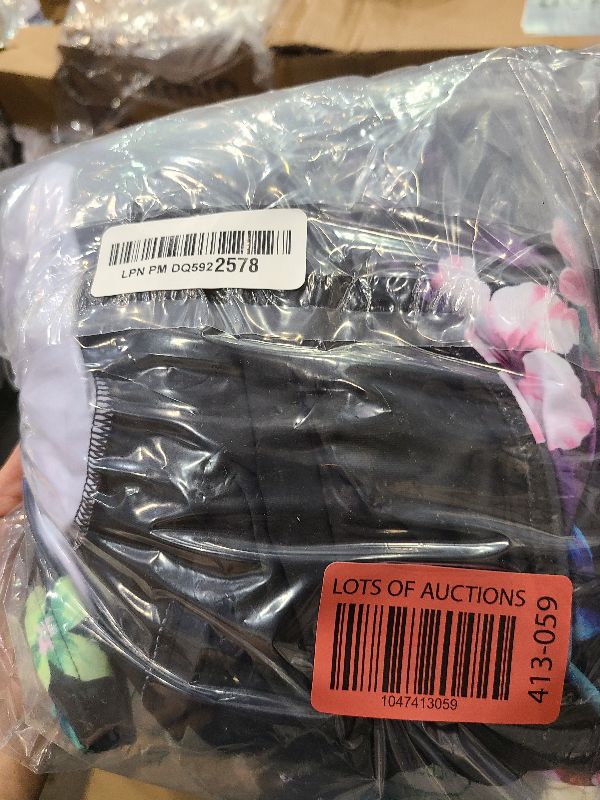 LPN PM DQ5922578
LOTS OF AUCTIONS
1047413059
413-059